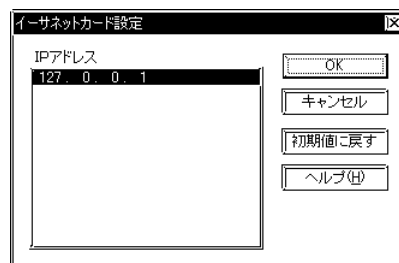 イーサネットカード設定
IPアドレス
127. 0. 0. 1
OK
キャンセル
初期値に戻す
ヘルプ(H)